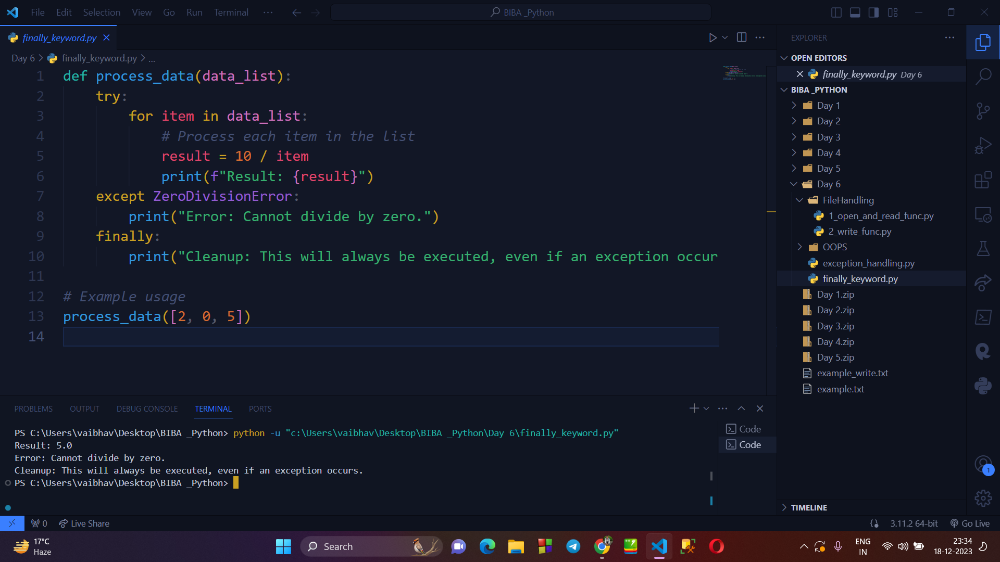 File Edit Selection View Go Run Terminal ... BIBA _Python
finally_keyword.py
Day 6 > finally_keyword.py > ...
1 def process_data(data_list):
2     try:
3         for item in data_list:
4             # Process each item in the list
5             result = 10 / item
6             print(f"Result: {result}")
7     except ZeroDivisionError:
8         print("Error: Cannot divide by zero.")
9     finally:
10         print("Cleanup: This will always be executed, even if an exception occur
11
12 # Example usage
13 process_data([2, 0, 5])
14
EXPLORER
OPEN EDITORS
finally_keyword.py Day 6
BIBA _PYTHON
Day 1
Day 2
Day 3
Day 4
Day 5
Day 6
FileHandling
1_open_and_read_func.py
2_write_func.py
OOPS
exception_handling.py
finally_keyword.py
Day 1.zip
Day 2.zip
Day 3.zip
Day 4.zip
Day 5.zip
example_write.txt
example.txt
TIMELINE
1
PROBLEMS OUTPUT DEBUG CONSOLE TERMINAL PORTS
PS C:\Users\vaibhav\Desktop\BIBA _Python> python -u "c:\Users\vaibhav\Desktop\BIBA _Python\Day 6\finally_keyword.py"
Result: 5.0
Error: Cannot divide by zero.
Cleanup: This will always be executed, even if an exception occurs.
PS C:\Users\vaibhav\Desktop\BIBA _Python>
Code
Code
0 Live Share 3.11.2 64-bit Go Live
17°C
Haze
Search
ENG
IN
23:34
18-12-2023